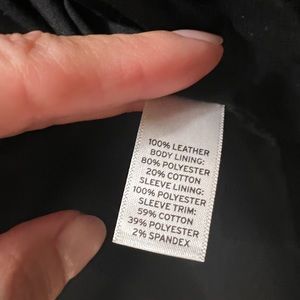 100% LEATHER
BODY LINING:
80% POLYESTER
20% COTTON
SLEEVE LINING:
100% POLYESTER
SLEEVE TRIM:
59% COTTON
39% POLYESTER
2% SPANDEX